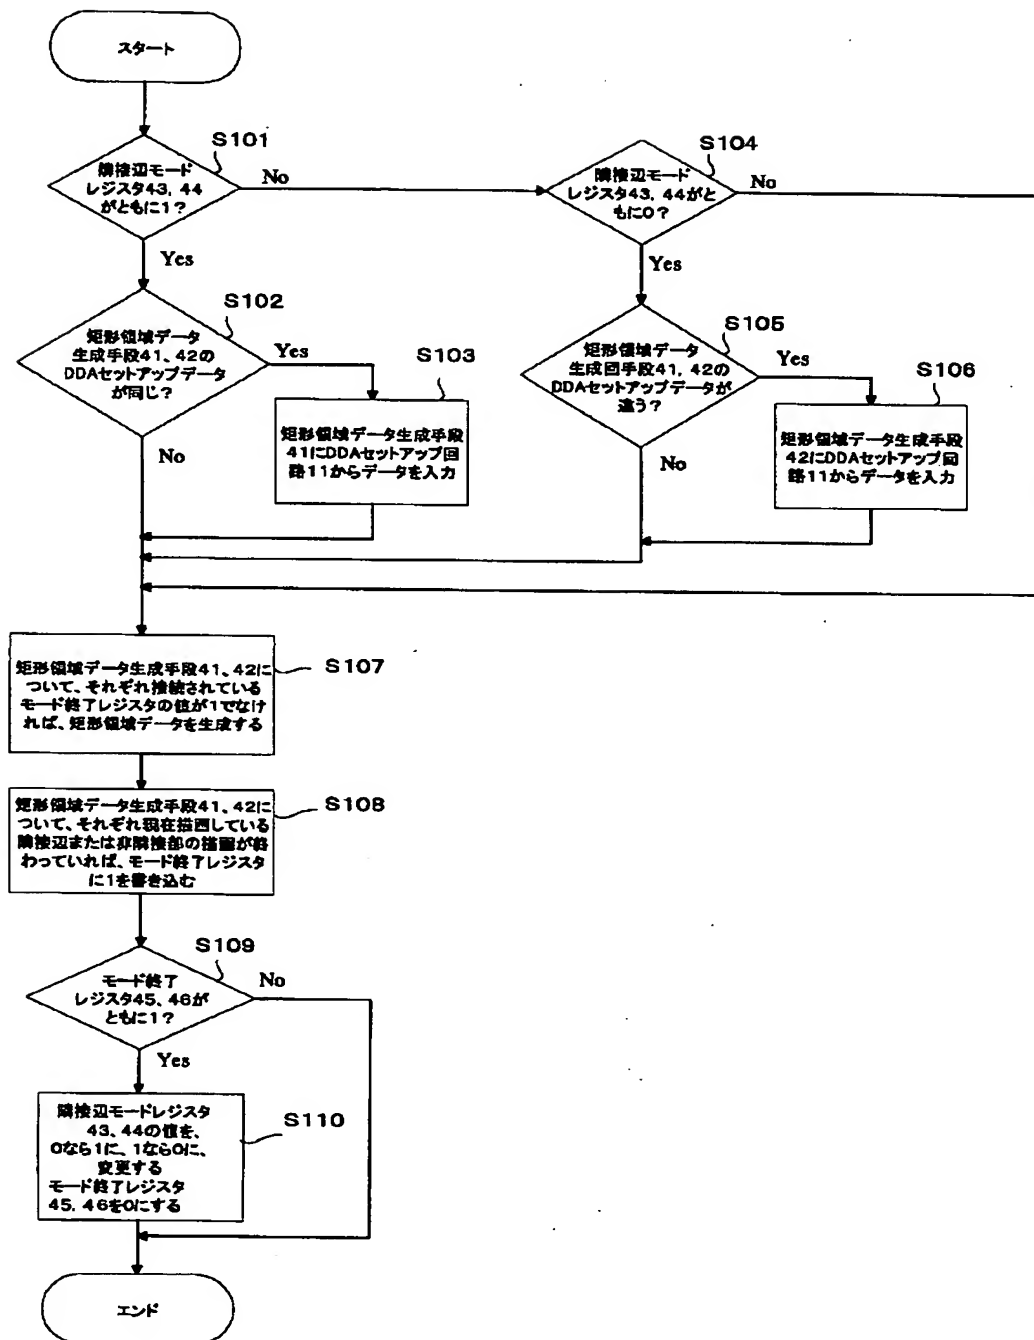 スタート
S101
隣接辺モード
レジスタ43, 44
がともに1?
No
Yes
S104
隣接辺モード
レジスタ43, 44がと
もに0?
No
Yes
S102
矩形領域データ
生成手段41、42の
DDAセットアップデータ
が同じ?
Yes
No
S103
矩形領域データ生成手段
41にDDAセットアップ回
路11からデータを入力
S105
矩形領域データ
生成回手段41, 42の
DDAセットアップデータが
違う?
Yes
No
S106
矩形領域データ生成手段
42にDDAセットアップ回
路11からデータを入力
S107
矩形領域データ生成手段41、42に
ついて、それぞれ接続されている
モード終了レジスタの値が1でなけ
れば、矩形領域データを生成する
S108
矩形領域データ生成手段41、42に
ついて、それぞれ現在描画している
隣接辺または非隣接部の描画が終
わっていれば、モード終了レジスタ
に1を書き込む
S109
モード終了
レジスタ45、46が
ともに1?
No
Yes
S110
隣接辺モードレジスタ
43、44の値を、
0なら1に、1なら0に、
変更する
モード終了レジスタ
45, 46を0にする
エンド